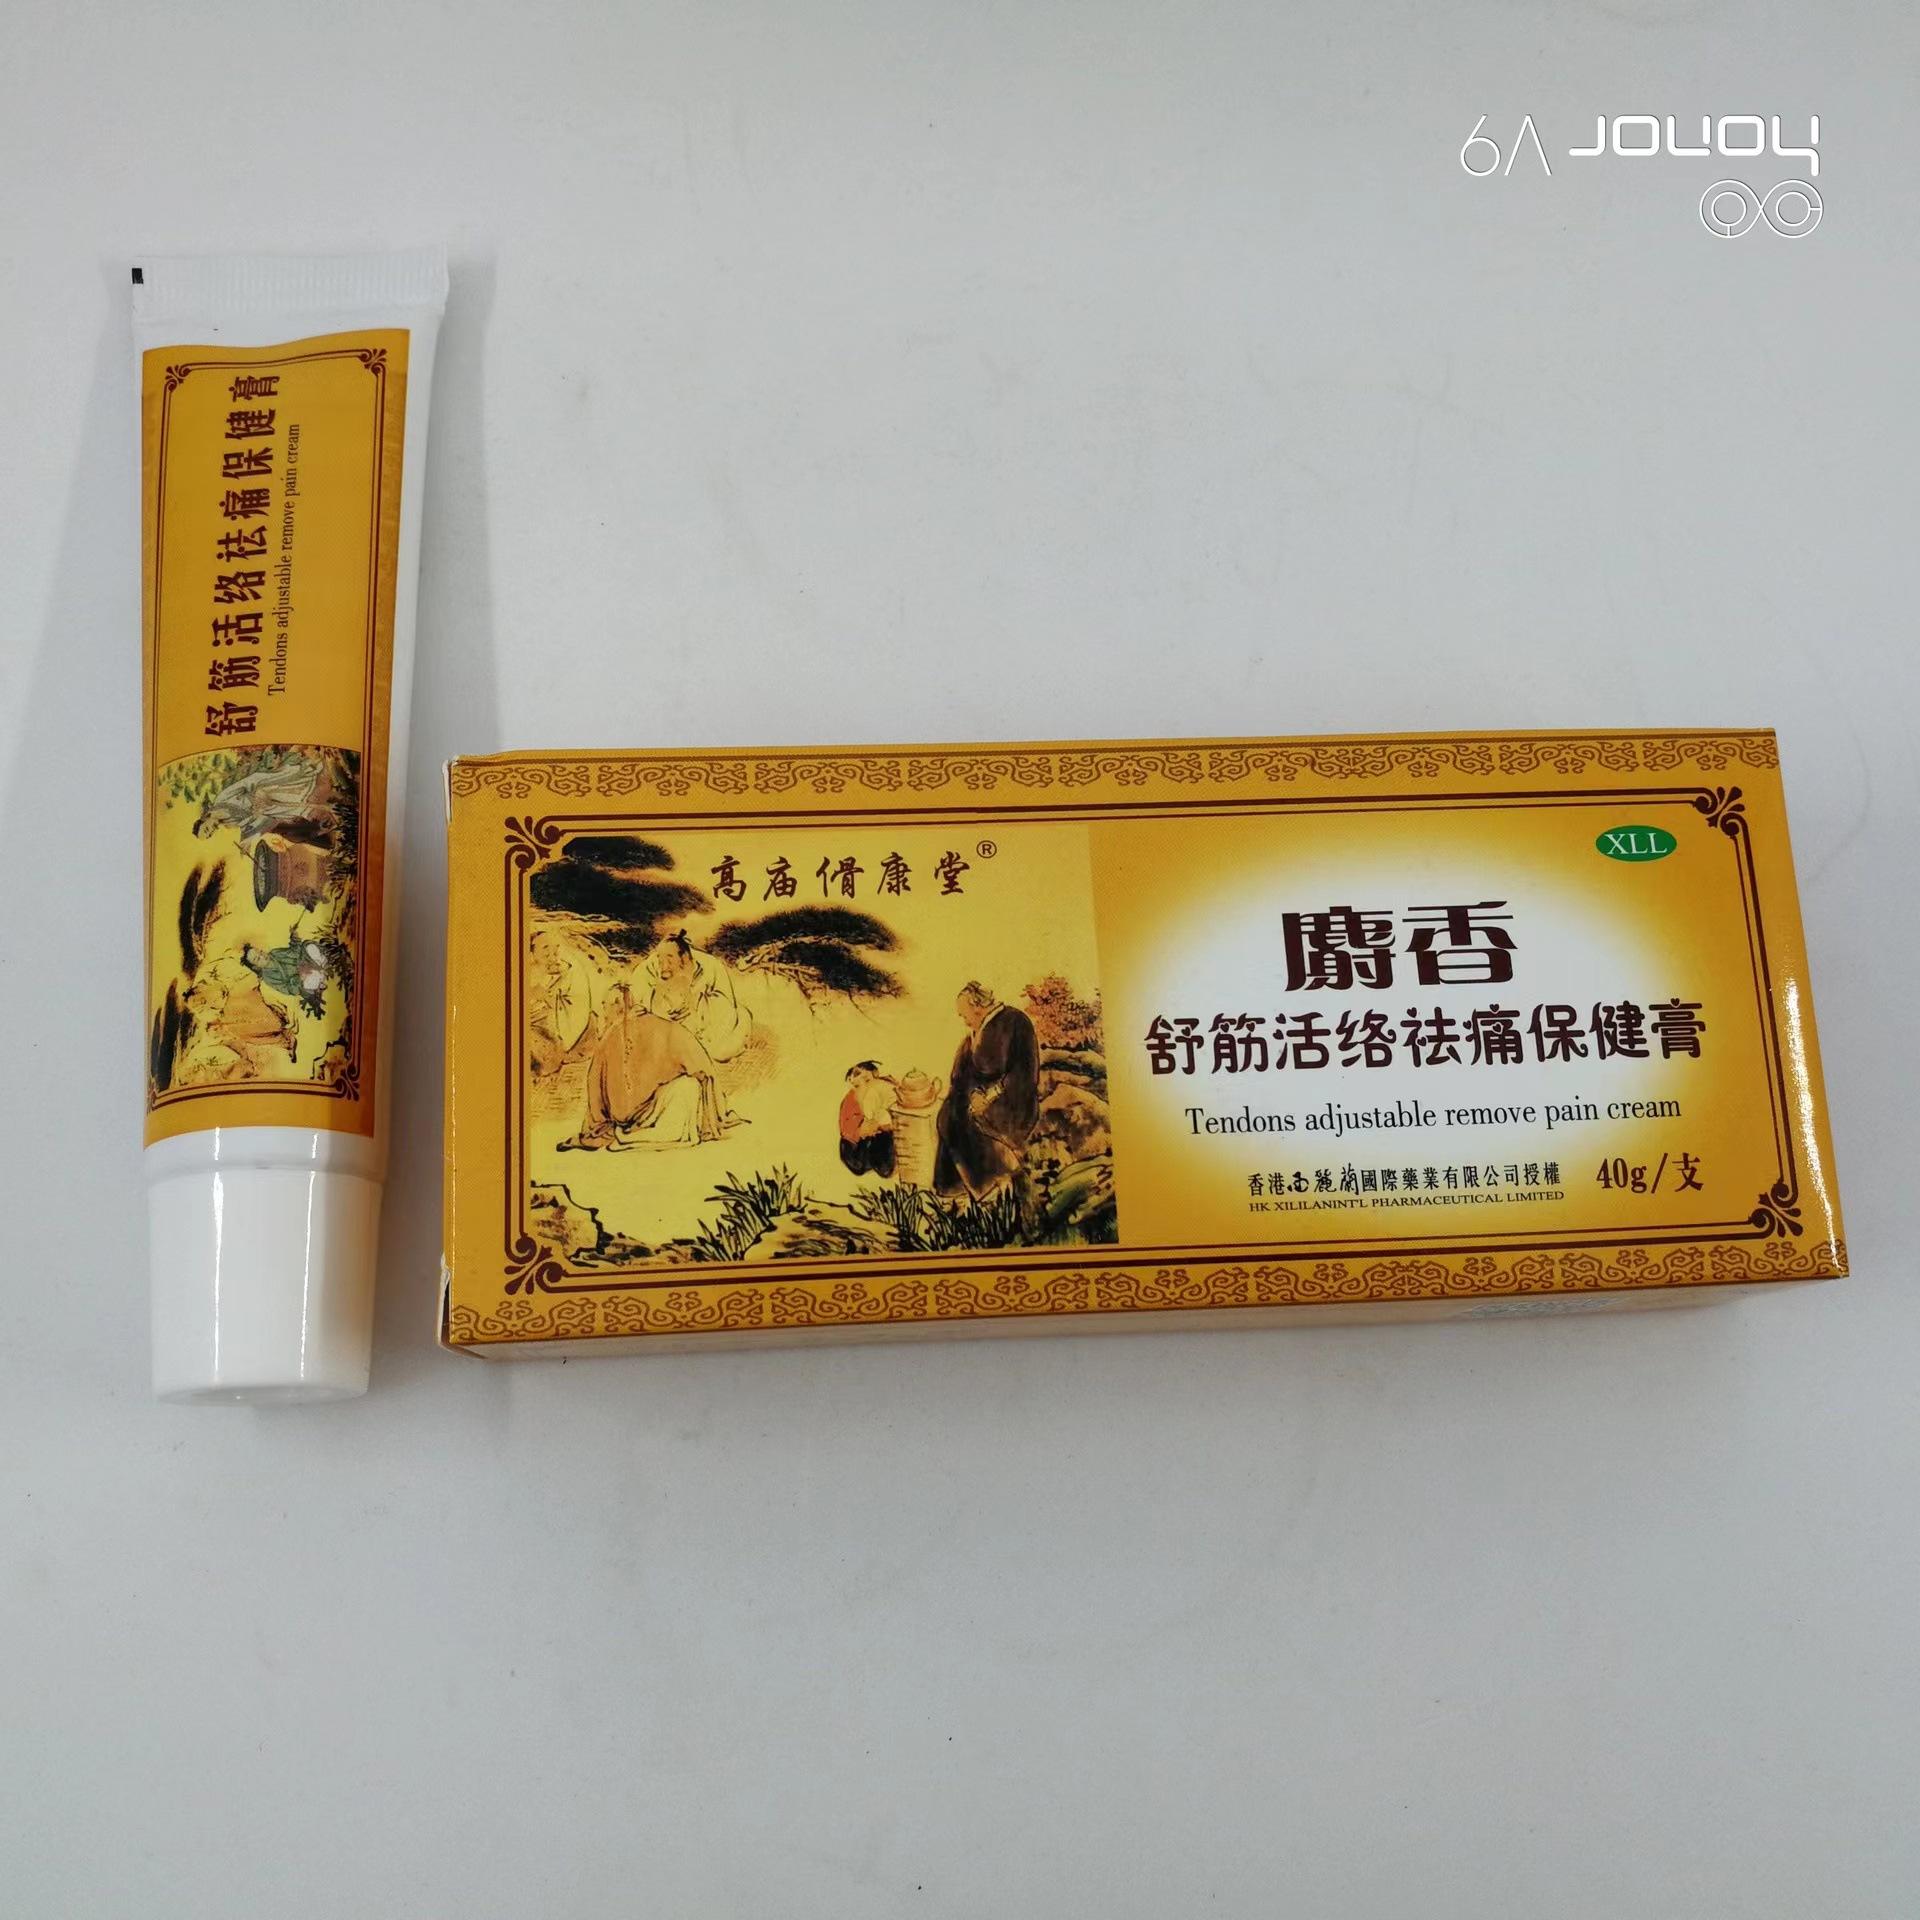 舒筋活络祛痛保健膏
Tendons adjustable remove pain cream
高庙傦康堂®
XLL
麝香
舒筋活络祛痛保健膏
Tendons adjustable remove pain cream
香港西麗蘭國際藥業有限公司授權
HK XILILANINT'L PHARMACEUTICAL LIMITED
40g/支